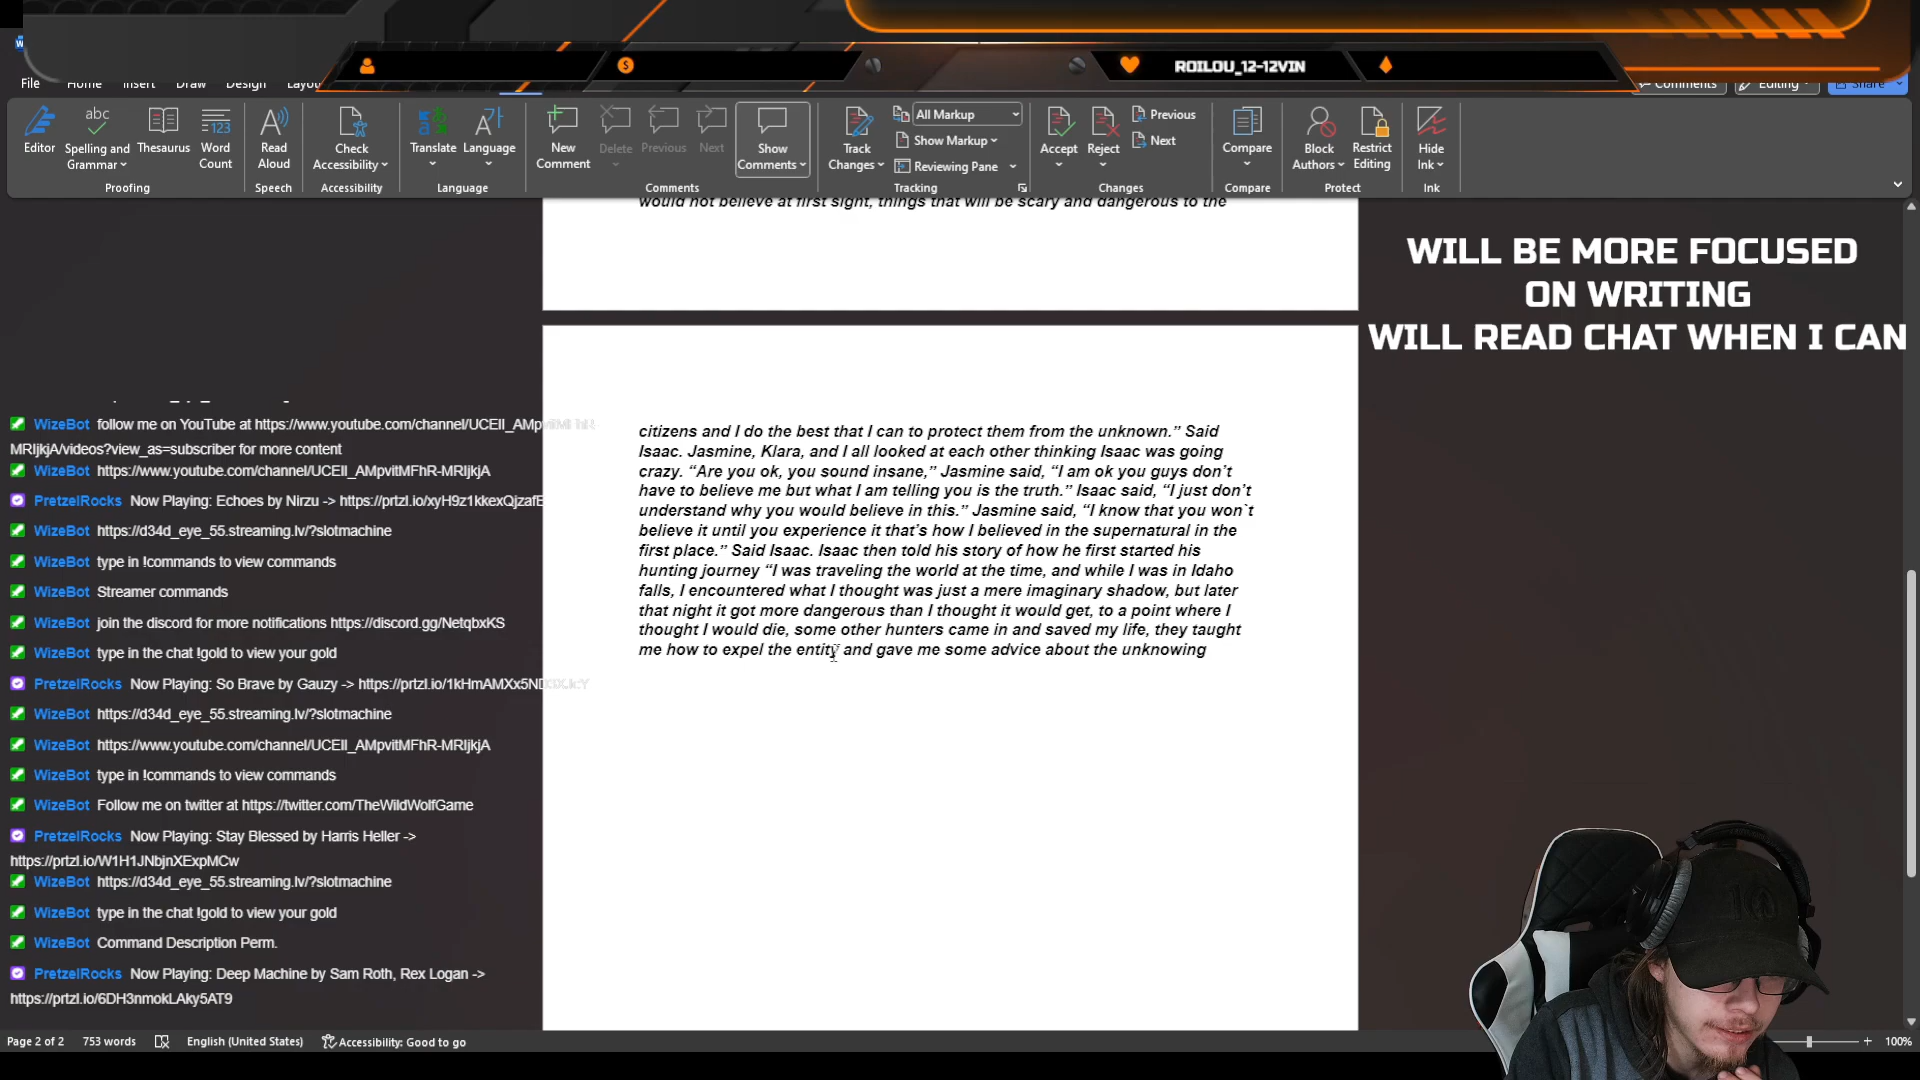 ROILOU_12-12VIN
File
Home
Insert
Draw
Design
Comments
Editing
Share
Editor
Spelling and
Grammar
Thesaurus
Word
Count
Proofing
Read
Aloud
Speech
Check
Accessibility
Accessibility
Translate
Language
Language
New
Comment
Delete
Previous
Next
Show
Comments
Comments
Track
Changes
All Markup
Show Markup
Reviewing Pane
Tracking
Accept
Reject
Previous
Next
Changes
Compare
Compare
Block
Authors
Restrict
Editing
Protect
Hide
Ink
Ink
would not believe at first sight, things that will be scary and dangerous to the
WILL BE MORE FOCUSED
ON WRITING
WILL READ CHAT WHEN I CAN
citizens and I do the best that I can to protect them from the unknown.” Said
Isaac. Jasmine, Klara, and I all looked at each other thinking Isaac was going
crazy. “Are you ok, you sound insane,” Jasmine said, “I am ok you guys don’t
have to believe me but what I am telling you is the truth.” Isaac said, “I just don’t
understand why you would believe in this.” Jasmine said, “I know that you won`t
believe it until you experience it that’s how I believed in the supernatural in the
first place.” Said Isaac. Isaac then told his story of how he first started his
hunting journey “I was traveling the world at the time, and while I was in Idaho
falls, I encountered what I thought was just a mere imaginary shadow, but later
that night it got more dangerous than I thought it would get, to a point where I
thought I would die, some other hunters came in and saved my life, they taught
me how to expel the entity and gave me some advice about the unknowing
WizeBot follow me on YouTube at
MRIjkjA/videos?view_as=subscriber for more content
WizeBot https://www.youtube.com/channel/UCEIl_AMpvitMFhR-MRIjkjA
PretzelRocks Now Playing: Echoes by Nirzu ->
WizeBot https://d34d_eye_55.streaming.lv/?slotmachine
WizeBot type in !commands to view commands
WizeBot Streamer commands
WizeBot join the discord for more notifications https://discord.gg/NetqbxKS
WizeBot type in the chat !gold to view your gold
PretzelRocks Now Playing: So Brave by Gauzy ->
WizeBot https://d34d_eye_55.streaming.lv/?slotmachine
WizeBot https://www.youtube.com/channel/UCEIl_AMpvitMFhR-MRIjkjA
WizeBot type in !commands to view commands
WizeBot Follow me on twitter at https://twitter.com/TheWildWolfGame
PretzelRocks Now Playing: Stay Blessed by Harris Heller ->
https://prtzl.io/W1H1JNbjnXExpMCw
WizeBot https://d34d_eye_55.streaming.lv/?slotmachine
WizeBot type in the chat !gold to view your gold
WizeBot Command Description Perm.
PretzelRocks Now Playing: Deep Machine by Sam Roth, Rex Logan ->
https://prtzl.io/6DH3nmokLAky5AT9
Page 2 of 2
753 words
English (United States)
Accessibility: Good to go
100%